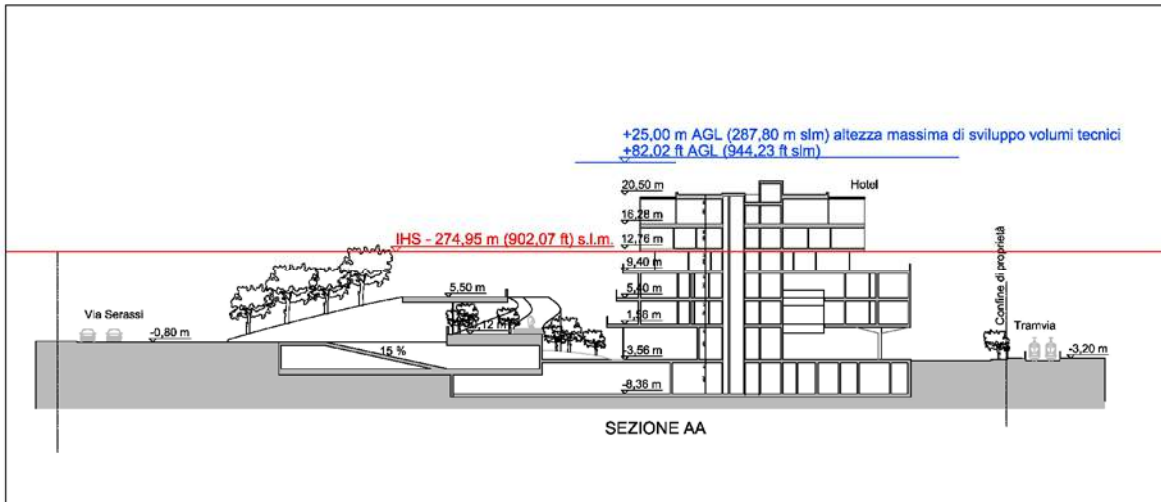 +25,00 m AGL (287,80 m slm) altezza massima di sviluppo volumi tecnici
+82,02 ft AGL (944,23 ft slm)
20,50 m
Hotel
16,28 m
IHS - 274,95 m (902,07 ft) s.l.m.
12,76 m
9,40 m
5,50 m
5,40 m
Confine di proprietà
Via Serassi
1,56 m
Tramvia
-0,80 m
15 %
-3,56 m
-3,20 m
-8,36 m
SEZIONE AA